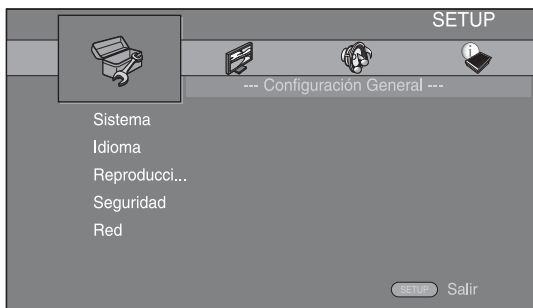 SETUP
--- Configuración General ---
Sistema
Idioma
Reproducci...
Seguridad
Red
SETUP Salir